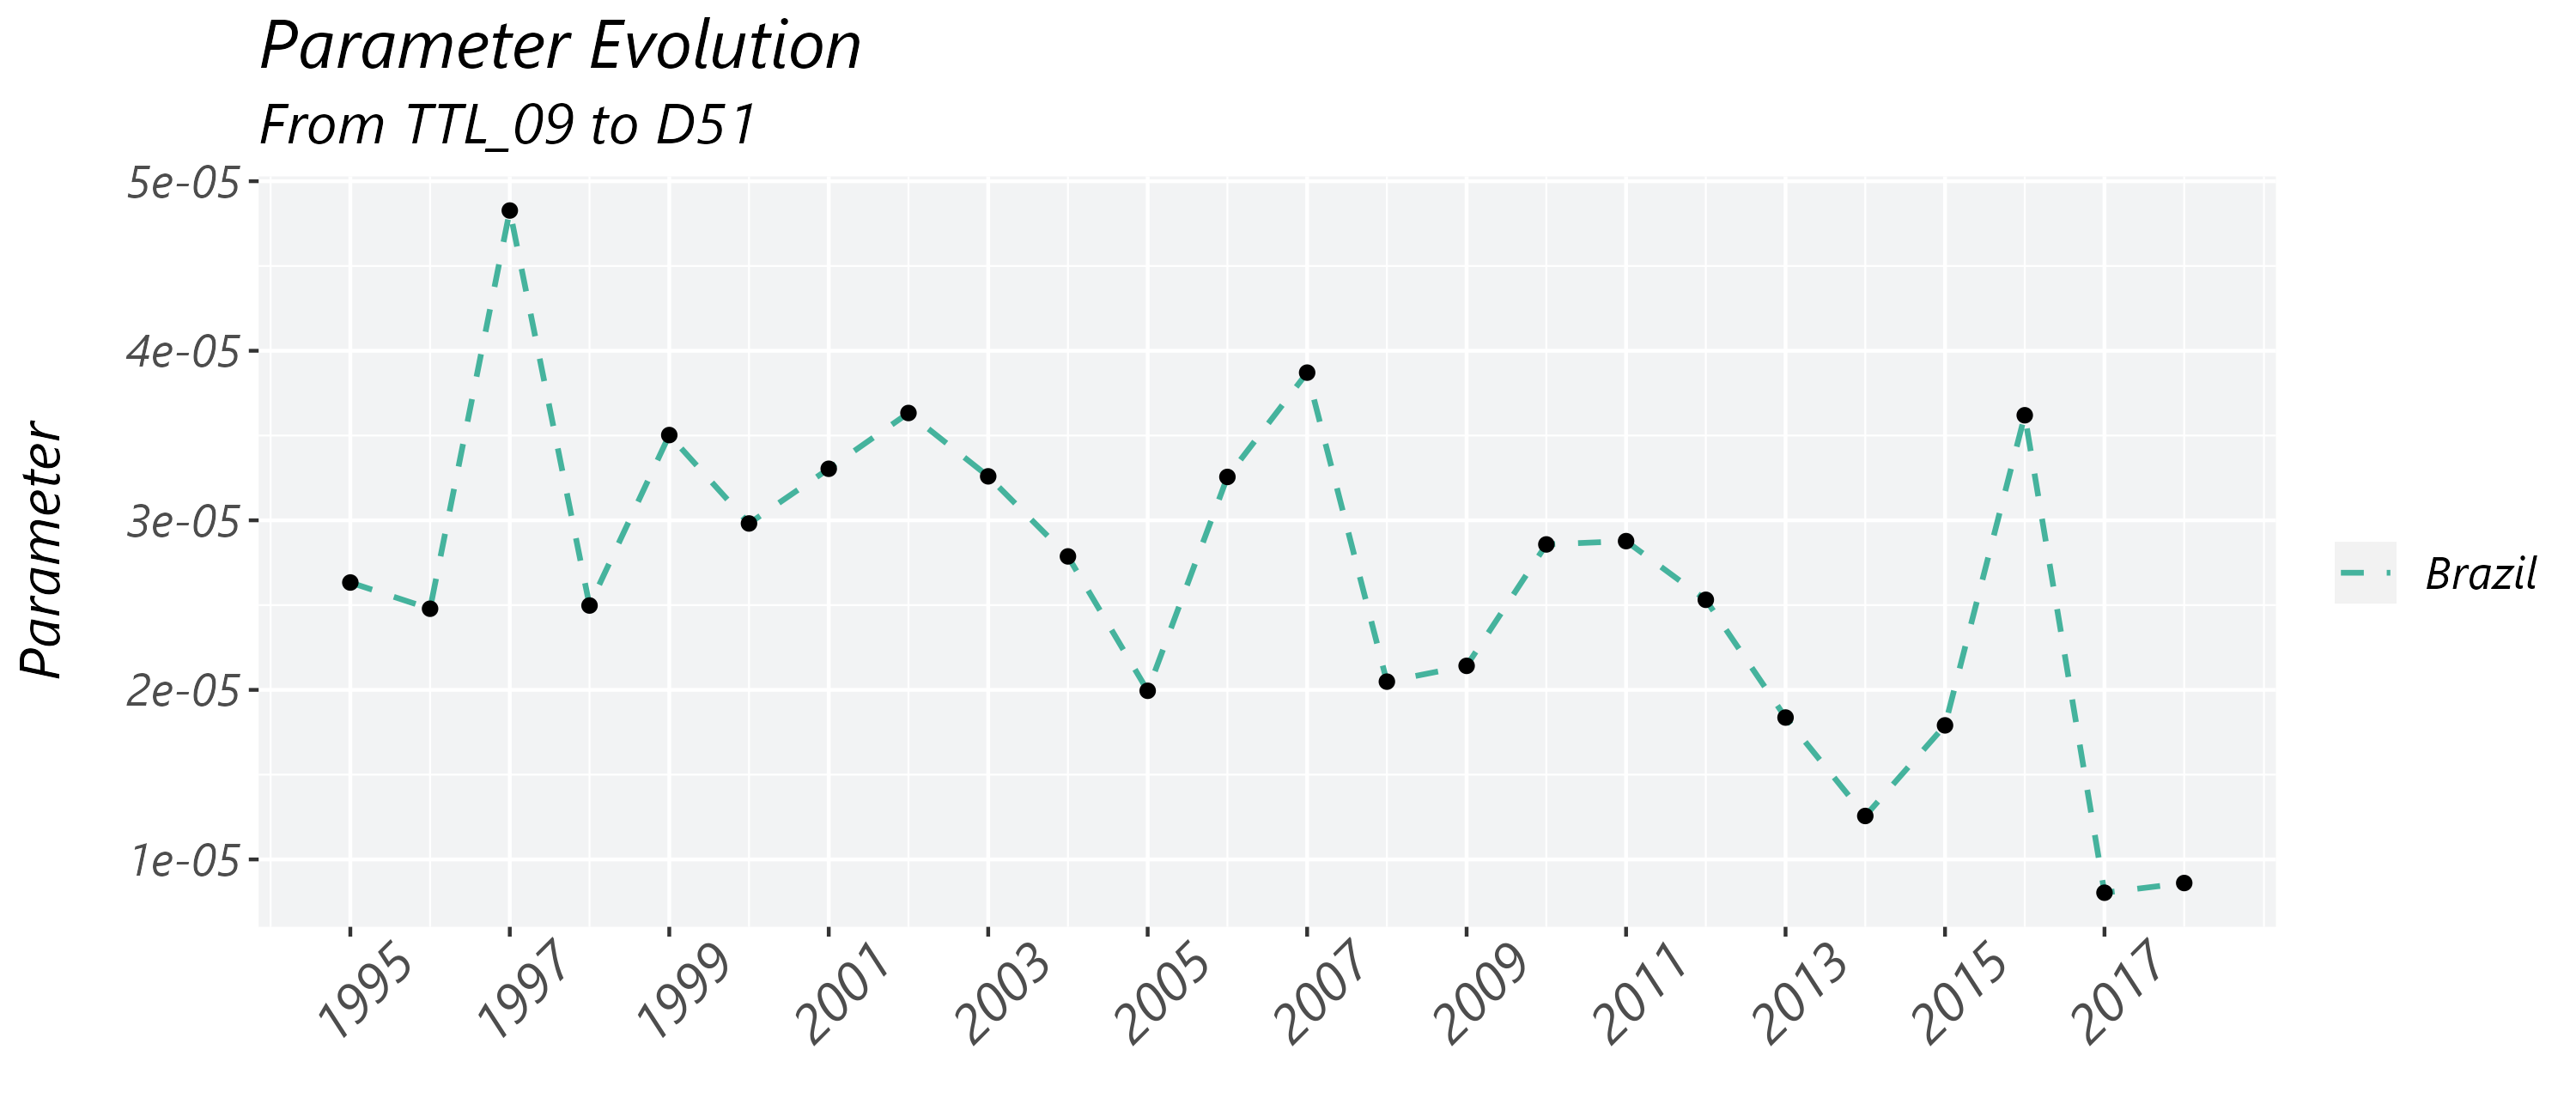 Parameter Evolution
From TTL_09 to D51
Parameter
5e-05
4e-05
3e-05
2e-05
1e-05
1995
1997
1999
2001
2003
2005
2007
2009
2011
2013
2015
2017
Brazil